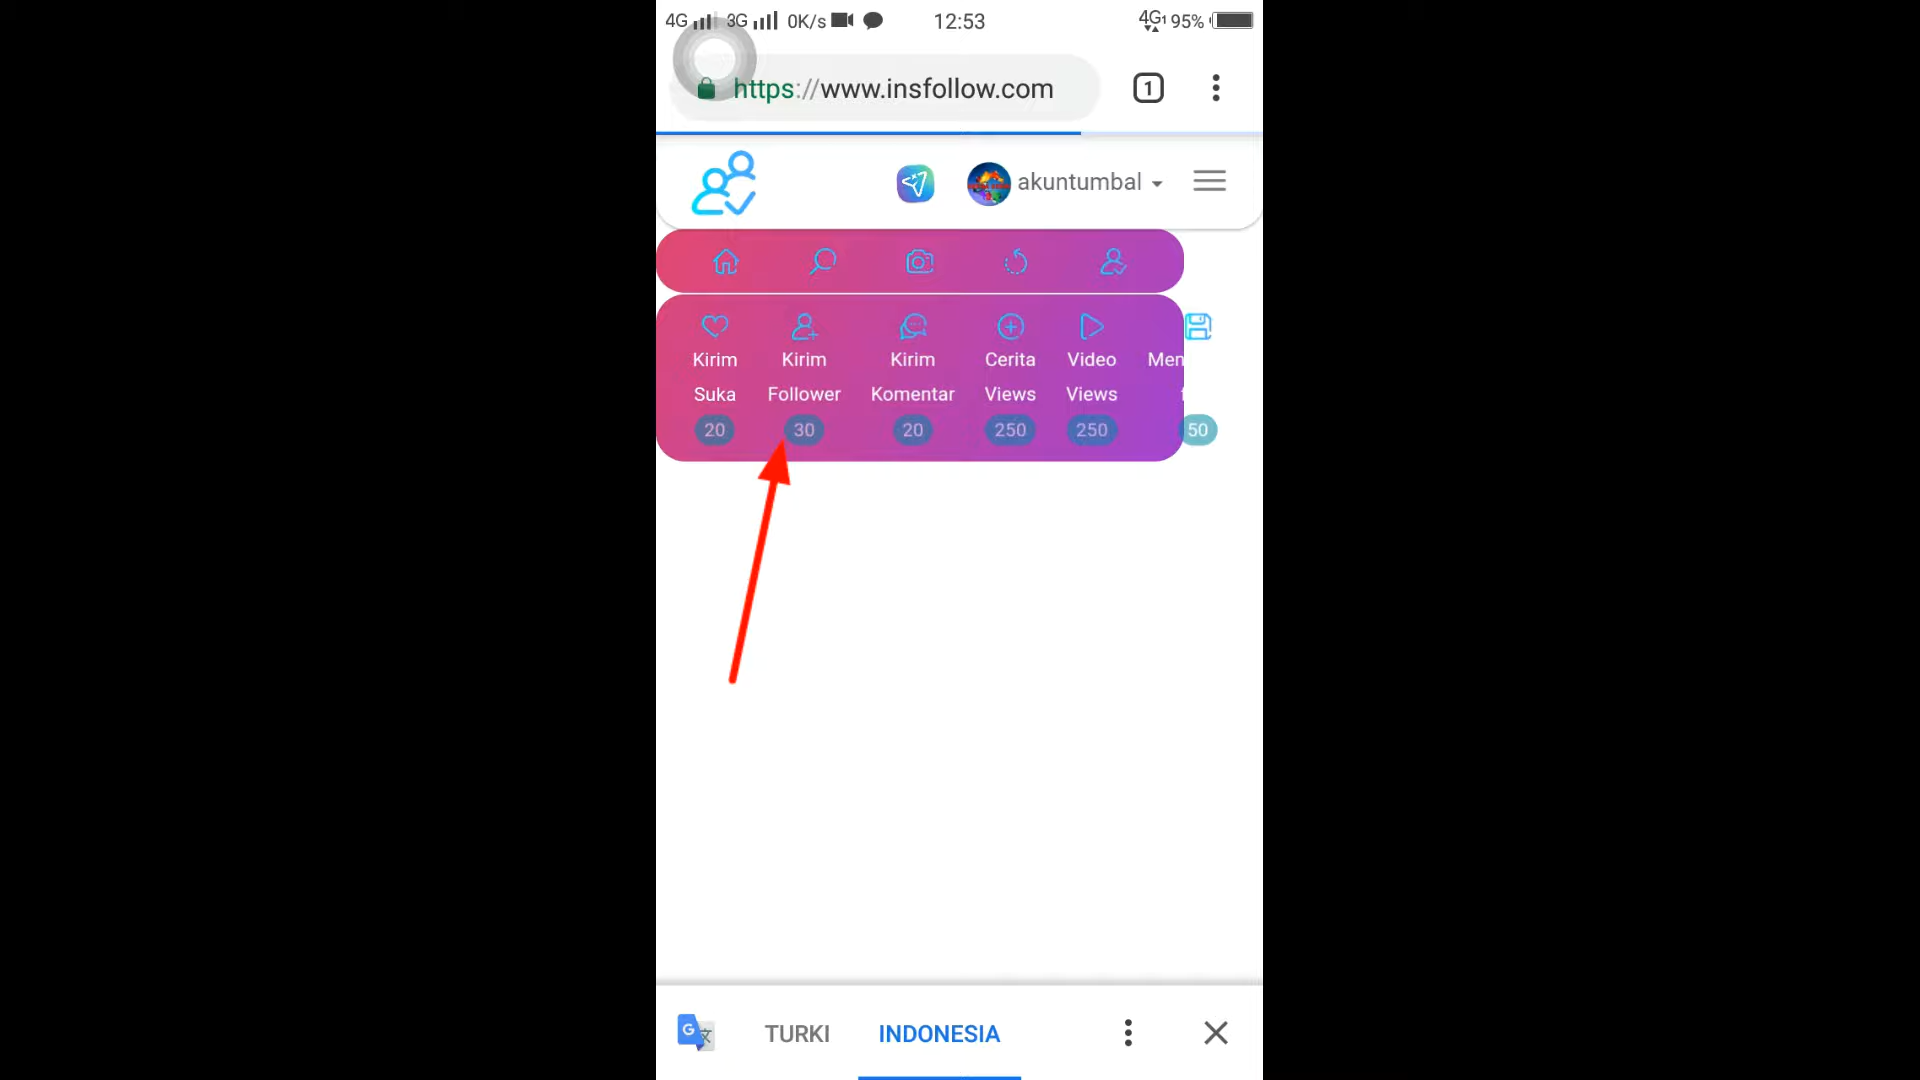 4G 3G 0K/s 12:53 4G 95%
https://www.insfollow.com 1
akuntumbal
Kirim Kirim Kirim Cerita Video Men
Suka Follower Komentar Views Views
20 30 20 250 250 50
TURKI INDONESIA